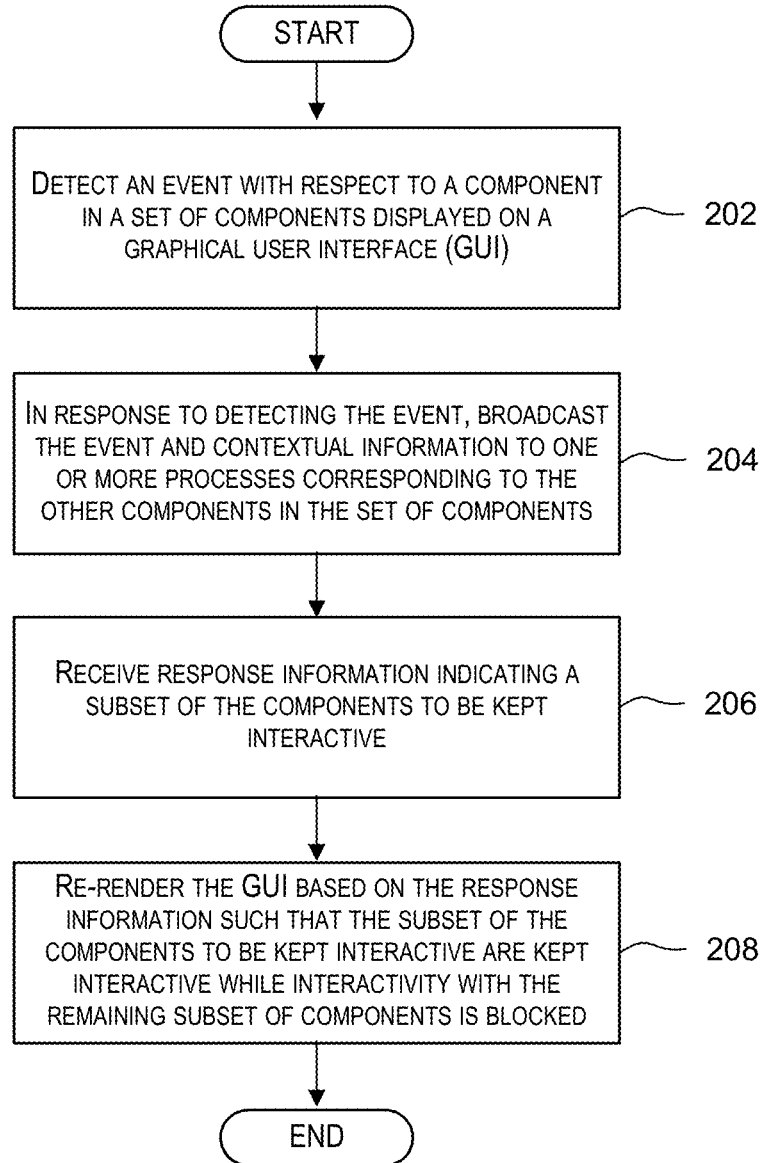 START
DETECT AN EVENT WITH RESPECT TO A COMPONENT
IN A SET OF COMPONENTS DISPLAYED ON A
GRAPHICAL USER INTERFACE (GUI)
202
IN RESPONSE TO DETECTING THE EVENT, BROADCAST
THE EVENT AND CONTEXTUAL INFORMATION TO ONE
OR MORE PROCESSES CORRESPONDING TO THE
OTHER COMPONENTS IN THE SET OF COMPONENTS
204
RECEIVE RESPONSE INFORMATION INDICATING A
SUBSET OF THE COMPONENTS TO BE KEPT
INTERACTIVE
206
RE-RENDER THE GUI BASED ON THE RESPONSE
INFORMATION SUCH THAT THE SUBSET OF THE
COMPONENTS TO BE KEPT INTERACTIVE ARE KEPT
INTERACTIVE WHILE INTERACTIVITY WITH THE
REMAINING SUBSET OF COMPONENTS IS BLOCKED
208
END